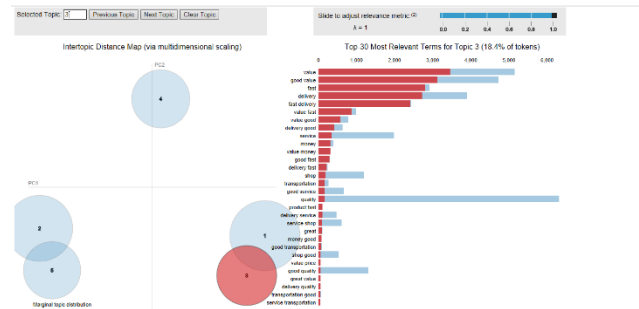 Selected Topic: 3 Previous Topic Next Topic Clear Topic
Slide to adjust relevance metric:(2)
λ = 1
0.0 0.2 0.4 0.6 0.8 1.0
Intertopic Distance Map (via multidimensional scaling)
PC2
PC1
4
2
5
1
3
Marginal topic distribution
Top 30 Most Relevant Terms for Topic 3 (18.4% of tokens)
0 1,000 2,000 3,000 4,000 5,000 6,000
value
good value
fast
delivery
fast delivery
value fast
value good
delivery good
service
money
value money
good fast
delivery fast
shop
transportation
good service
quality
product fast
delivery service
service shop
great
money good
good transportation
shop good
value price
good quality
great value
delivery quality
transportation good
service transportation